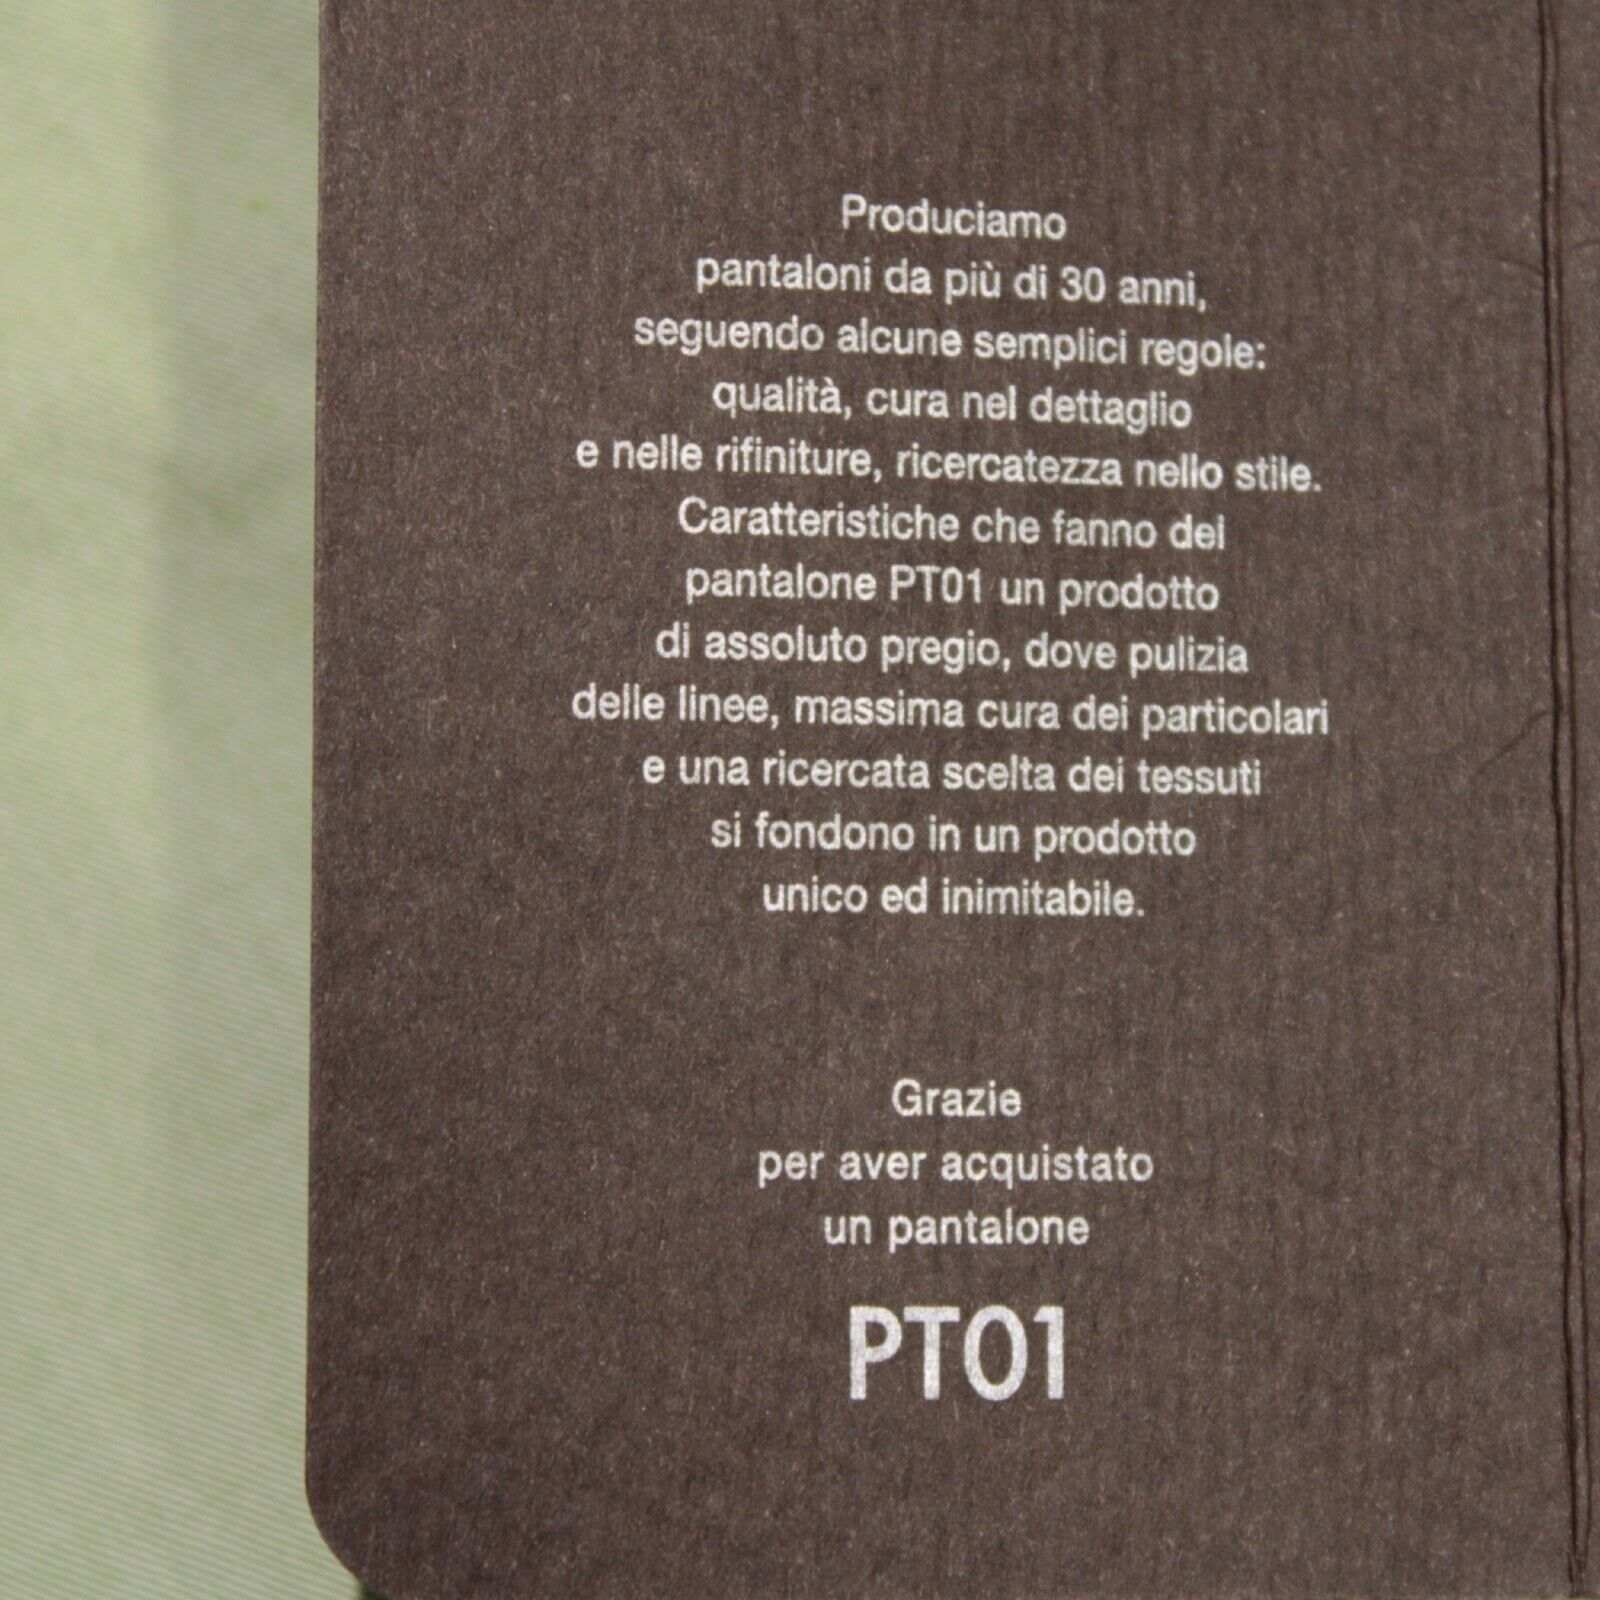 Produciamo
pantaloni da più di 30 anni,
seguendo alcune semplici regole:
qualità, cura nel dettaglio
e nelle rifiniture, ricercatezza nello stile.
Caratteristiche che fanno del
pantalone PT01 un prodotto
di assoluto pregio, dove pulizia
delle linee, massima cura dei particolari
e una ricercata scelta dei tessuti
si fondono in un prodotto
unico ed inimitabile.
Grazie
per aver acquistato
un pantalone
PT01